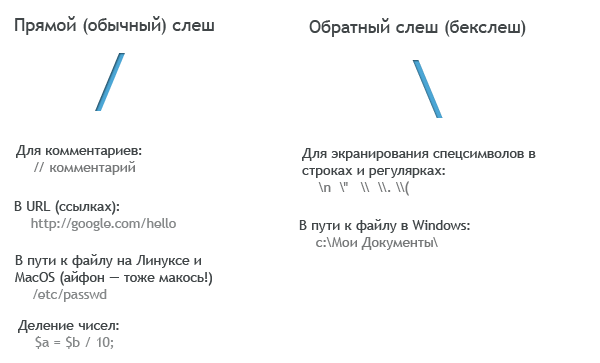 Прямой (обычный) слеш
/
Для комментариев:
// комментарий
В URL (ссылках):
http://google.com/hello
В пути к файлу на Линуксе и
MacOS (айфон — тоже макось!)
/etc/passwd
Деление чисел:
$a = $b / 10;
Обратный слеш (бекслеш)
\
Для экранирования спецсимволов в
строках и регулярках:
\n \" \\ \\. \\(
В пути к файлу в Windows:
c:\Мои Документы\